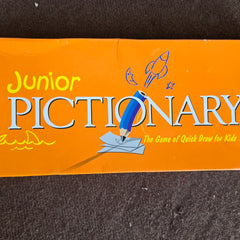 Junior
PICTIONARY
The Game of Quick Draw for Kids